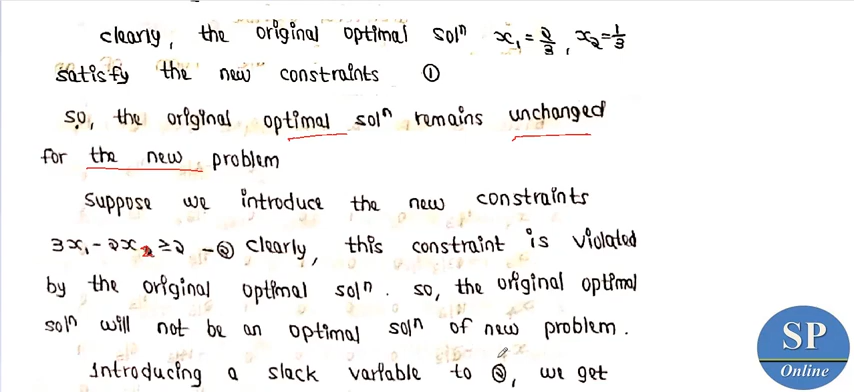 clearly, the original optimal solⁿ x₁ = 2/3, x₂ = 1/3
satisfy the new constraints ①
so, the original optimal solⁿ remains unchanged
for the new problem
suppose we introduce the new constraints
3x₁ - 2x₂ ≥ 2 -② clearly, this constraint is violated
by the original optimal solⁿ. so, the original optimal
solⁿ will not be an optimal solⁿ of new problem.
Introducing a slack variable to ②, we get
SP
Online